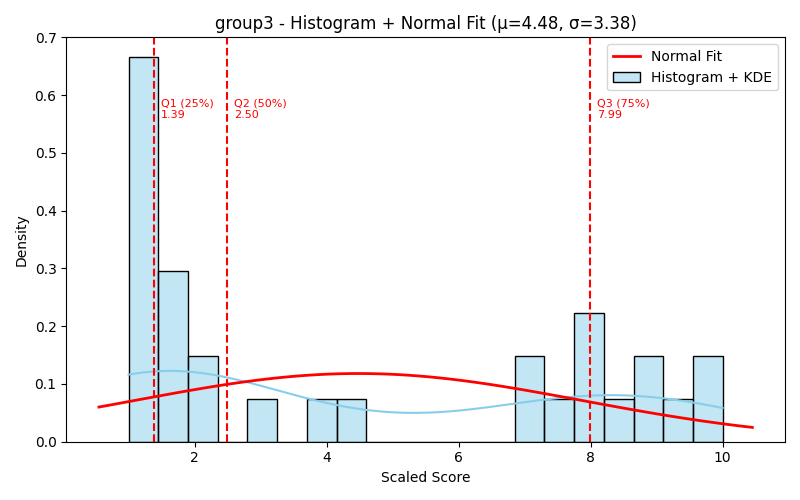 group3 - Histogram + Normal Fit (μ=4.48, σ=3.38)
Normal Fit
Histogram + KDE
Q1 (25%)
1.39
Q2 (50%)
2.50
Q3 (75%)
7.99
Density
0.7
0.6
0.5
0.4
0.3
0.2
0.1
0.0
2
4
6
8
10
Scaled Score